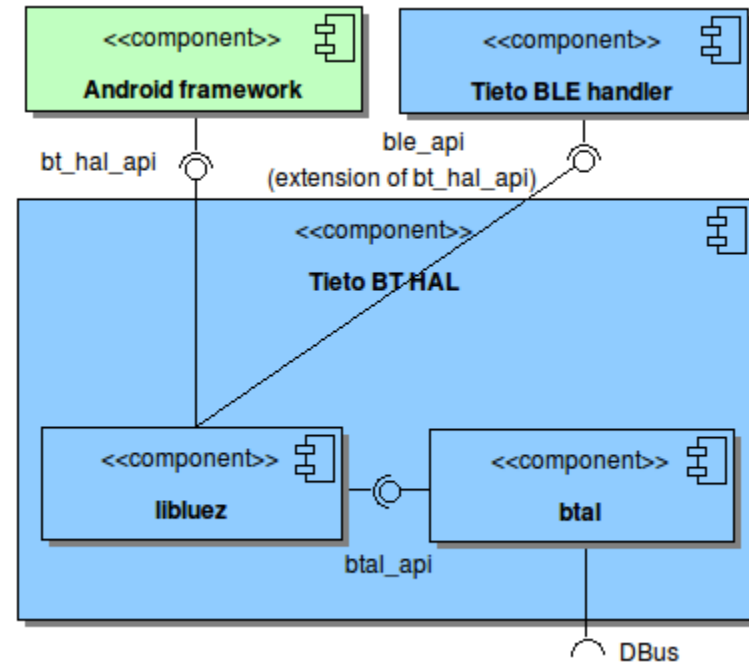 <<component>>
Android framework
<<component>>
Tieto BLE handler
bt_hal_api
ble_api
(extension of bt_hal_api)
<<component>>
Tieto BT HAL
<<component>>
libluez
<<component>>
btal
btal_api
DBus